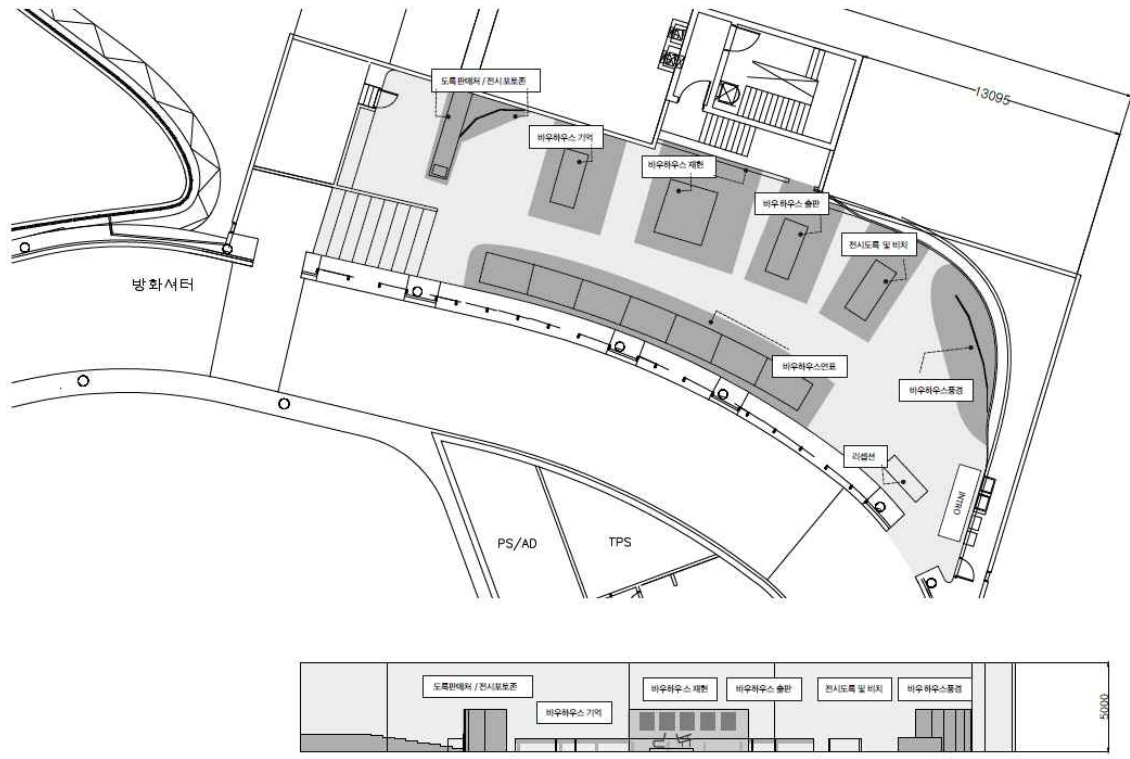 13095
도록판매처 / 전시포토존
바우하우스 기억
바우하우스 재현
바우하우스 출판
전시도록 및 비치
방화셔터
바우하우스연표
바우하우스풍경
리셉션
INTRO
PS/AD
TPS
도록판매처 / 전시포토존
바우하우스 재현
바우하우스 출판
전시도록 및 비치
바우하우스풍경
바우하우스 기억
5000